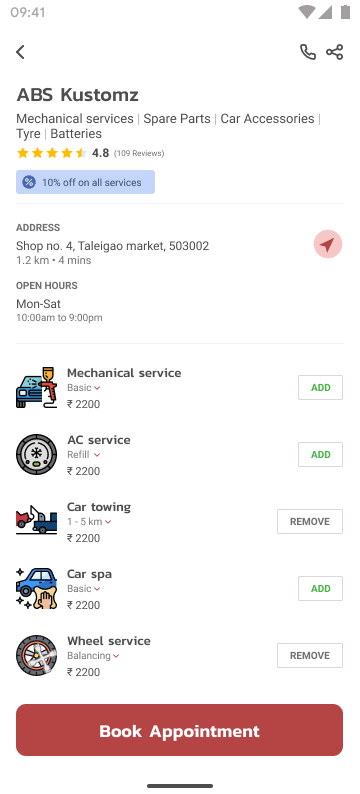 09:41
ABS Kustomz
Mechanical services | Spare Parts | Car Accessories |
Tyre | Batteries
4.8 (109 Reviews)
10% off on all services
ADDRESS
Shop no. 4, Taleigao market, 503002
1.2 km • 4 mins
OPEN HOURS
Mon-Sat
10:00am to 9:00pm
Mechanical service
Basic
₹ 2200
ADD
AC service
Refill
₹ 2200
ADD
Car towing
1 - 5 km
₹ 2200
REMOVE
Car spa
Basic
₹ 2200
ADD
Wheel service
Balancing
₹ 2200
REMOVE
Book Appointment